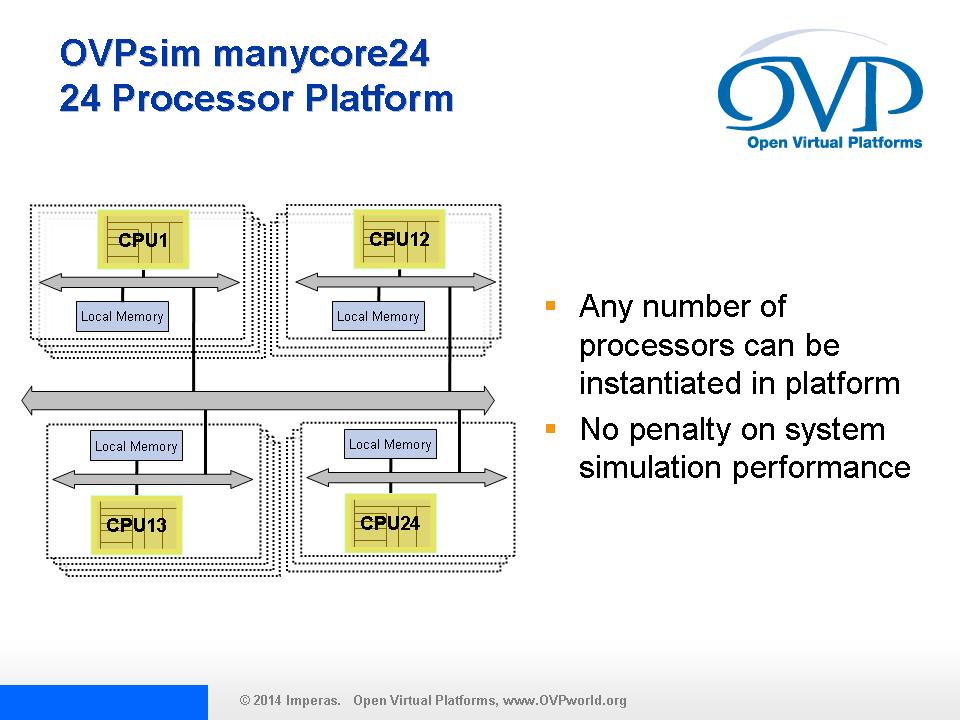 OVPsim manycore24
24 Processor Platform
OVP
Open Virtual Platforms
CPU1
Local Memory
CPU12
Local Memory
Local Memory
CPU13
Local Memory
CPU24
Any number of
processors can be
instantiated in platform
No penalty on system
simulation performance
© 2014 Imperas. Open Virtual Platforms, www.OVPworld.org